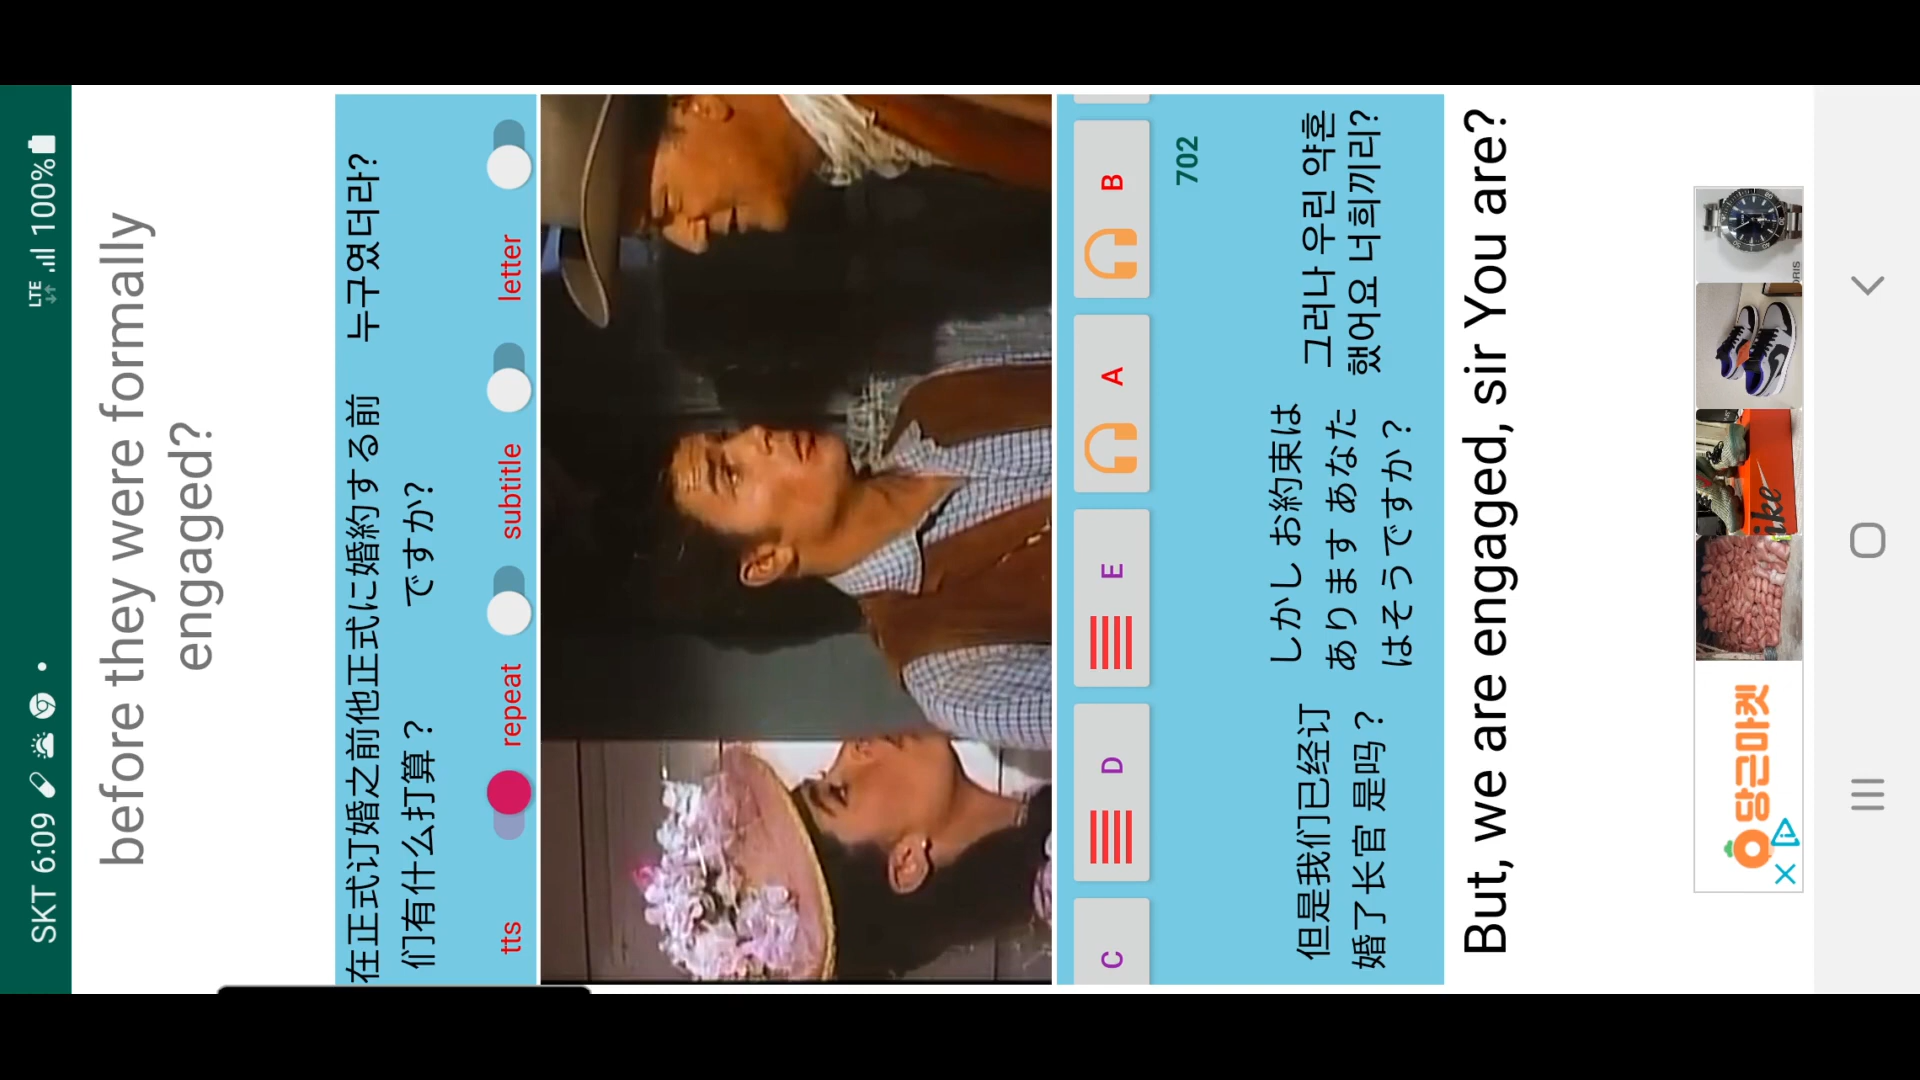 SKT 6:09 LTE 100%
before they were formally
engaged?
在正式订婚之前他
们有什么打算？
正式に婚約する前
ですか?
누구였더라?
tts repeat subtitle letter
C D E A B
702
但是我们已经订
婚了长官 是吗？
しかし お約束は
あります あなた
はそうですか？
그러나 우린 약혼
했어요 너희끼리?
But, we are engaged, sir You are?
당근마켓
ike
ORIS